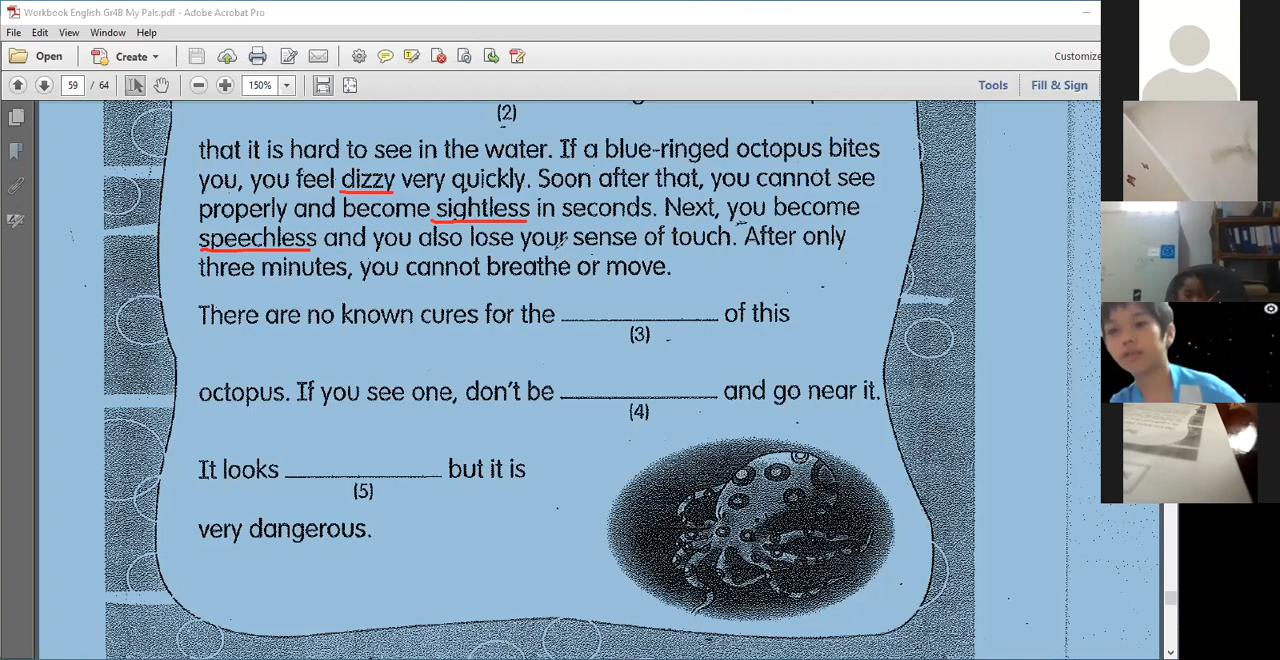 Workbook English Gr4B My Pals.pdf - Adobe Acrobat Pro
File Edit View Window Help
Open Create Customize
59 / 64 150% Tools Fill & Sign
(2)
that it is hard to see in the water. If a blue-ringed octopus bites
you, you feel dizzy very quickly. Soon after that, you cannot see
properly and become sightless in seconds. Next, you become
speechless and you also lose your sense of touch. After only
three minutes, you cannot breathe or move.
There are no known cures for the ____________ of this
(3)
octopus. If you see one, don't be ____________ and go near it.
(4)
It looks ____________ but it is
(5)
very dangerous.